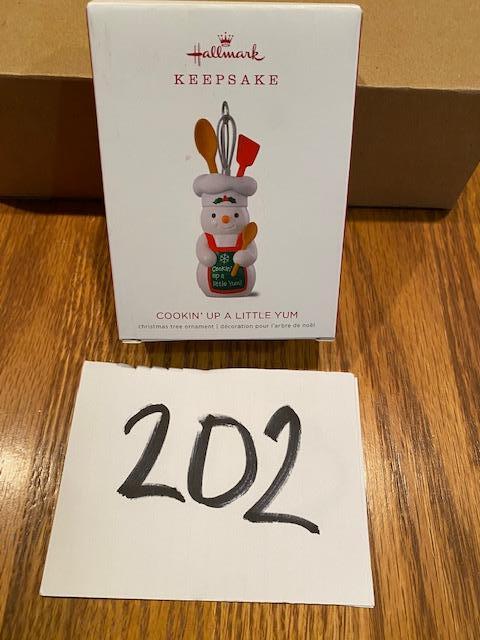 Hallmark
KEEPSAKE
Cookin'
up a
little Yum!
COOKIN' UP A LITTLE YUM
christmas tree ornament | décoration pour l'arbre de noël
202